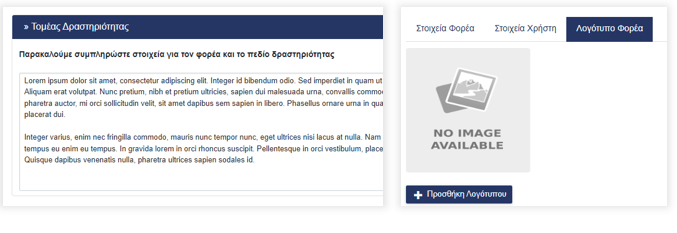 » Τομέας Δραστηριότητας
Παρακαλούμε συμπληρώστε στοιχεία για τον φορέα και το πεδίο δραστηριότητας
Lorem ipsum dolor sit amet, consectetur adipiscing elit. Integer id bibendum odio. Sed imperdiet in quam ut
Aliquam erat volutpat. Nunc pretium, nibh et pretium ultricies, sapien dui malesuada urna, convallis commod
pharetra auctor, mi orci sollicitudin velit, sit amet dapibus sem sapien in libero. Phasellus ornare urna in qua
placerat dui.
Integer varius, enim nec fringilla commodo, mauris nunc tempor nunc, eget ultrices nisi lacus at nulla. Nam
tempus eu enim eu tempus. In gravida lorem in orci rhoncus suscipit. Pellentesque in orci vestibulum, place
Quisque dapibus venenatis nulla, pharetra ultrices sapien sodales id.
Στοιχεία Φορέα Στοιχεία Χρήστη Λογότυπο Φορέα
NO IMAGE
AVAILABLE
Προσθήκη Λογότυπου